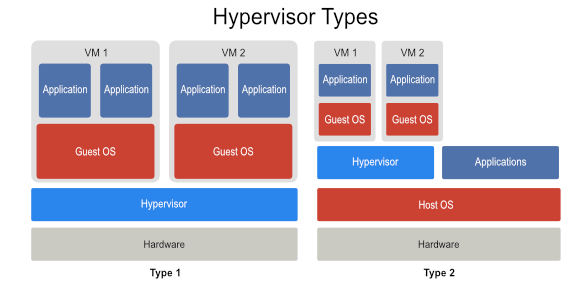 Hypervisor Types
VM 1
VM 2
Application
Application
Application
Application
Guest OS
Guest OS
Hypervisor
Hardware
Type 1
VM 1
VM 2
Application
Application
Guest OS
Guest OS
Hypervisor
Applications
Host OS
Hardware
Type 2